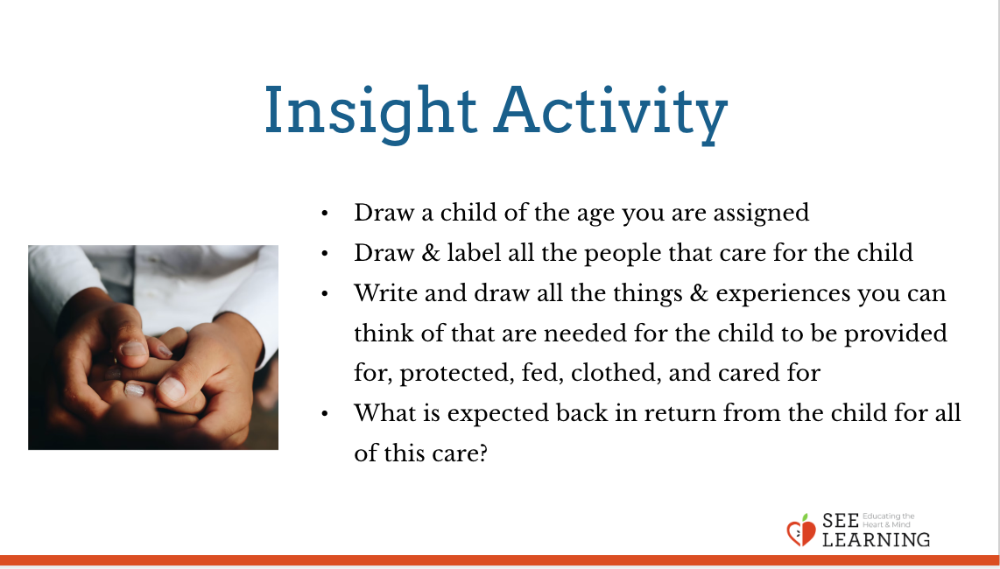 Insight Activity
• Draw a child of the age you are assigned
• Draw & label all the people that care for the child
• Write and draw all the things & experiences you can
think of that are needed for the child to be provided
for, protected, fed, clothed, and cared for
• What is expected back in return from the child for all
of this care?
SEE Educating the
Heart & Mind
LEARNING